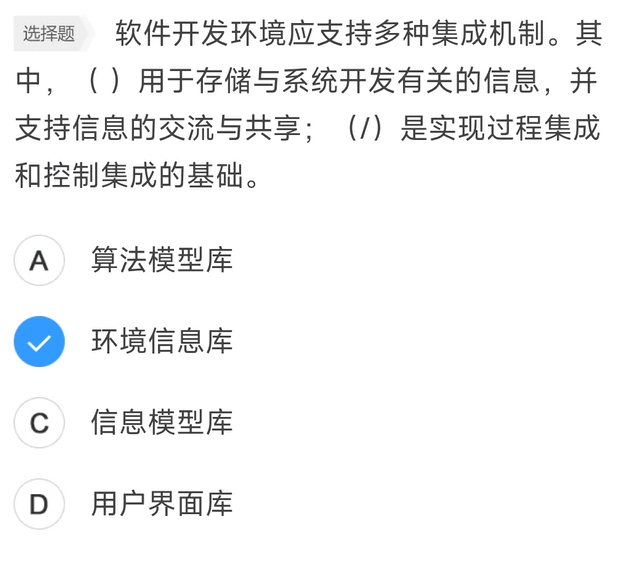 选择题 软件开发环境应支持多种集成机制。其
中，（ ）用于存储与系统开发有关的信息，并
支持信息的交流与共享；（/）是实现过程集成
和控制集成的基础。
A 算法模型库
环境信息库
C 信息模型库
D 用户界面库